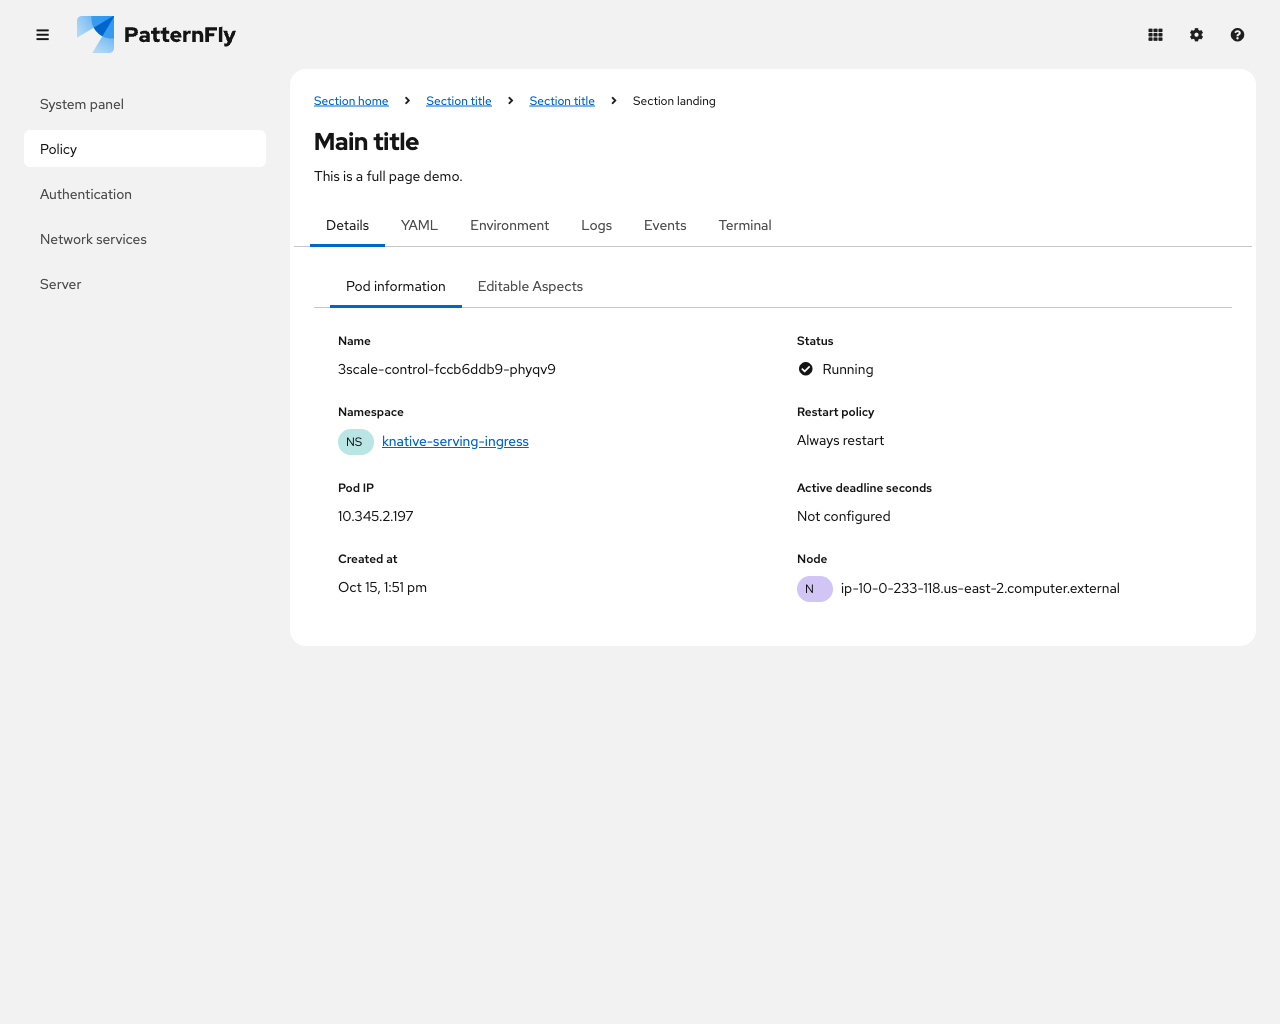 PatternFly
System panel
Policy
Authentication
Network services
Server
Section home Section title Section title Section landing
Main title
This is a full page demo.
Details YAML Environment Logs Events Terminal
Pod information Editable Aspects
Name
3scale-control-fccb6ddb9-phyqv9
Status
Running
Namespace
NS knative-serving-ingress
Restart policy
Always restart
Pod IP
10.345.2.197
Active deadline seconds
Not configured
Created at
Oct 15, 1:51 pm
Node
N ip-10-0-233-118.us-east-2.computer.external